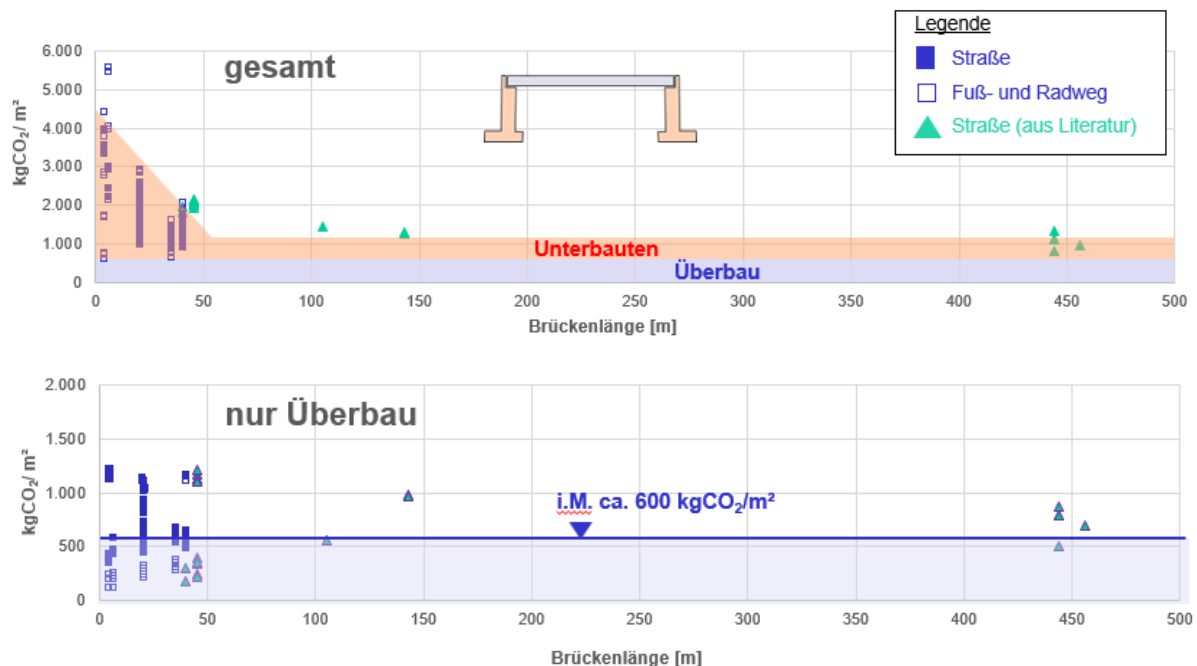 Legende
Straße
Fuß- und Radweg
Straße (aus Literatur)
gesamt
kgCO₂/ m²
6.000
5.000
4.000
3.000
2.000
1.000
0
Unterbauten
Überbau
0 50 100 150 200 250 300 350 400 450 500
Brückenlänge [m]
nur Überbau
kgCO₂/ m²
2.000
1.500
1.000
500
0
i.M. ca. 600 kgCO₂/m²
0 50 100 150 200 250 300 350 400 450 500
Brückenlänge [m]